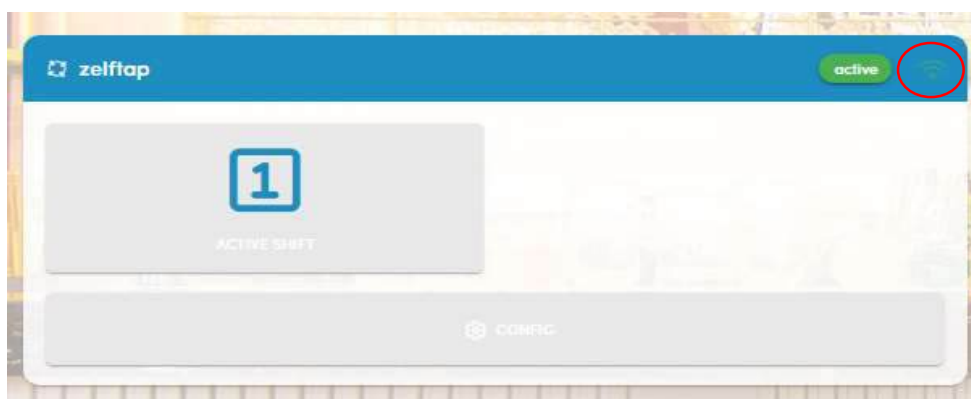 zelftap
active
1
ACTIVE SHIFT
CONFIG